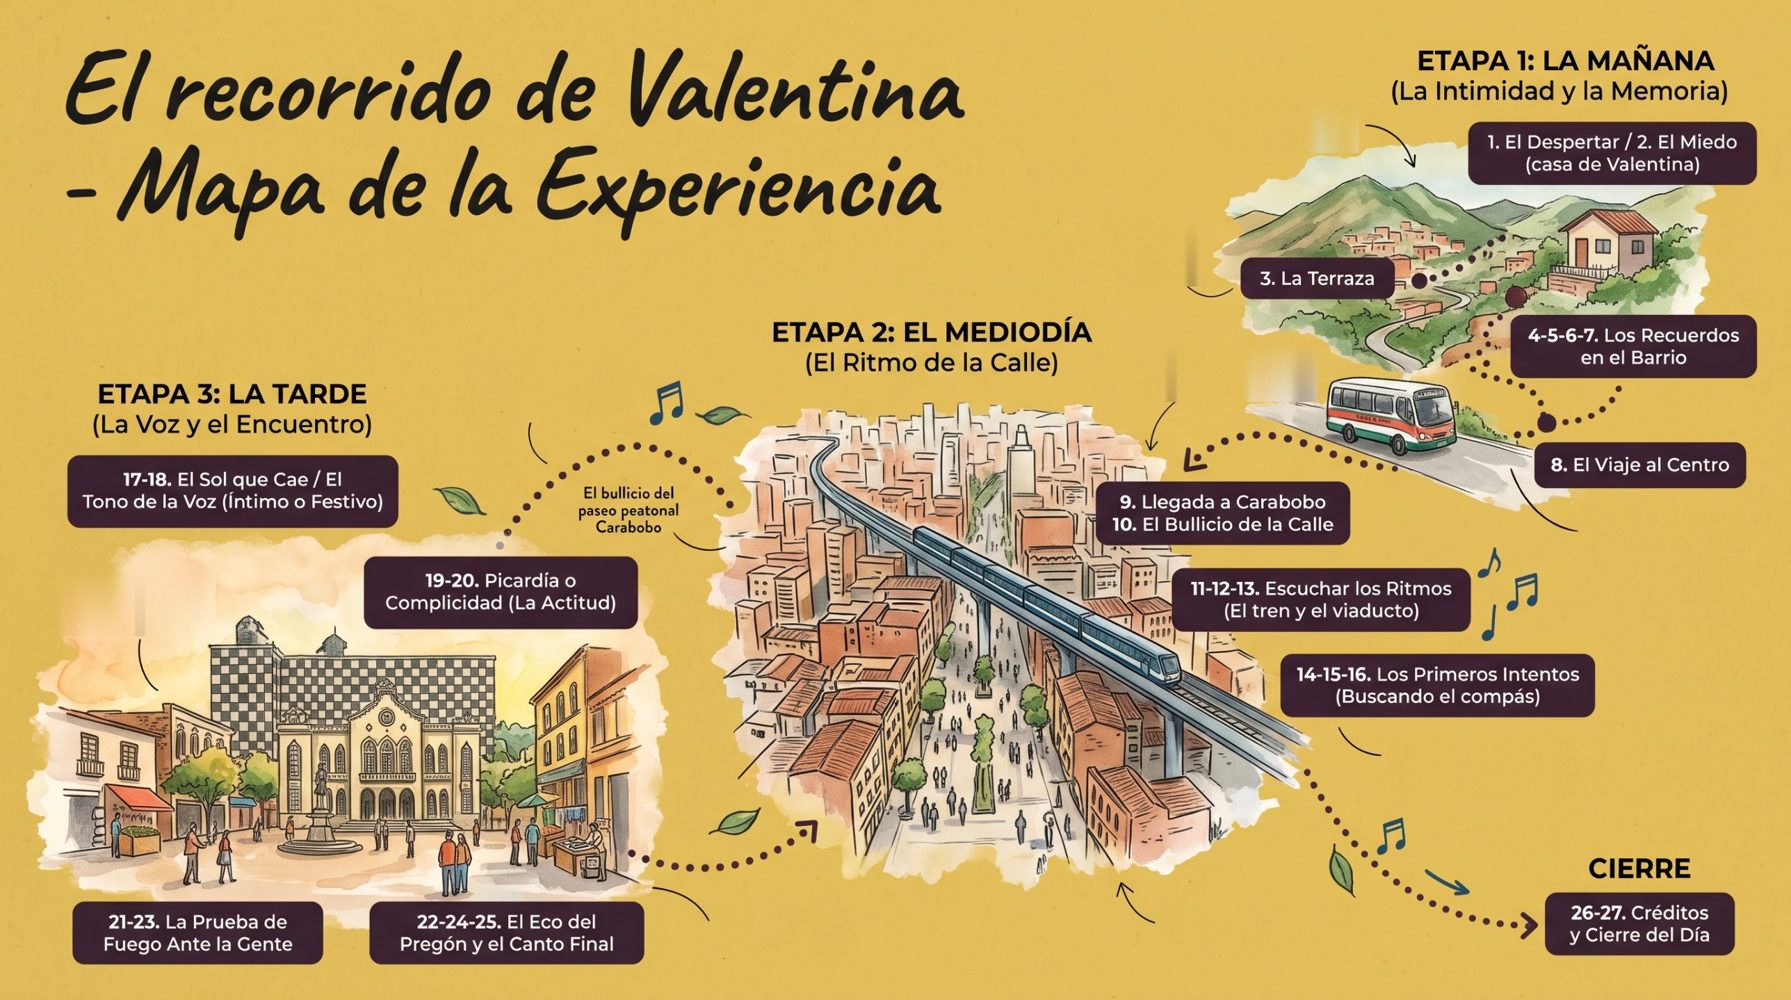 El recorrido de Valentina
- Mapa de la Experiencia
ETAPA 1: LA MAÑANA
(La Intimidad y la Memoria)
1. El Despertar / 2. El Miedo
(casa de Valentina)
3. La Terraza
4-5-6-7. Los Recuerdos
en el Barrio
8. El Viaje al Centro
ETAPA 2: EL MEDIODÍA
(El Ritmo de la Calle)
El bullicio del
paseo peatonal
Carabobo
9. Llegada a Carabobo
10. El Bullicio de la Calle
11-12-13. Escuchar los Ritmos
(El tren y el viaducto)
14-15-16. Los Primeros Intentos
(Buscando el compás)
ETAPA 3: LA TARDE
(La Voz y el Encuentro)
17-18. El Sol que Cae / El
Tono de la Voz (Íntimo o Festivo)
19-20. Picardía o
Complicidad (La Actitud)
21-23. La Prueba de
Fuego Ante la Gente
22-24-25. El Eco del
Pregón y el Canto Final
CIERRE
26-27. Créditos
y Cierre del Día